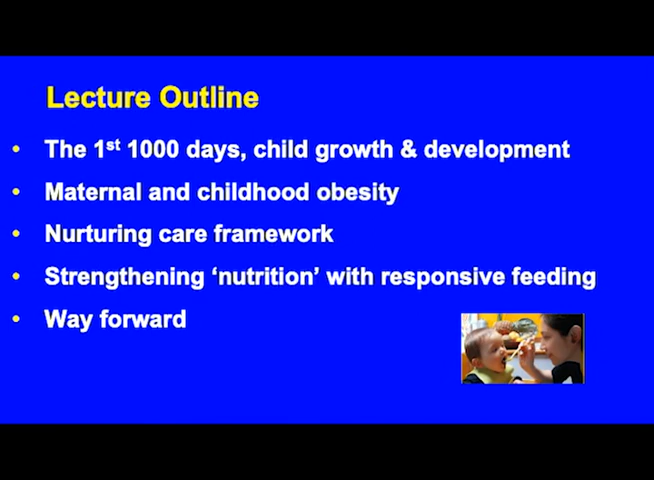 Lecture Outline
• The 1st 1000 days, child growth & development
• Maternal and childhood obesity
• Nurturing care framework
• Strengthening ‘nutrition’ with responsive feeding
• Way forward